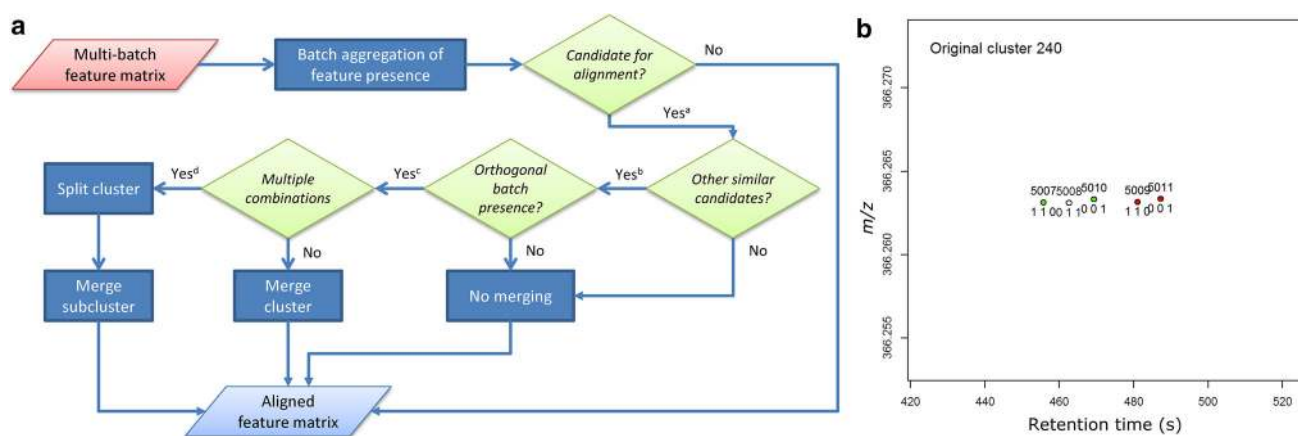 a
Multi-batch
feature matrix
Batch aggregation of
feature presence
Candidate for
alignment?
No
Yesᵃ
Other similar
candidates?
Yesᵇ
Orthogonal
batch
presence?
Yesᶜ
Multiple
combinations
Yesᵈ
Split cluster
No
No
No
Merge
subcluster
Merge
cluster
No merging
Aligned
feature matrix
b
Original cluster 240
m/z
366.270
366.265
366.260
366.255
5007 5008 5010 5009 5011
1 1 0 0 1 1 0 0 1 1 1 0 0 0 1
420 440 460 480 500 520
Retention time (s)